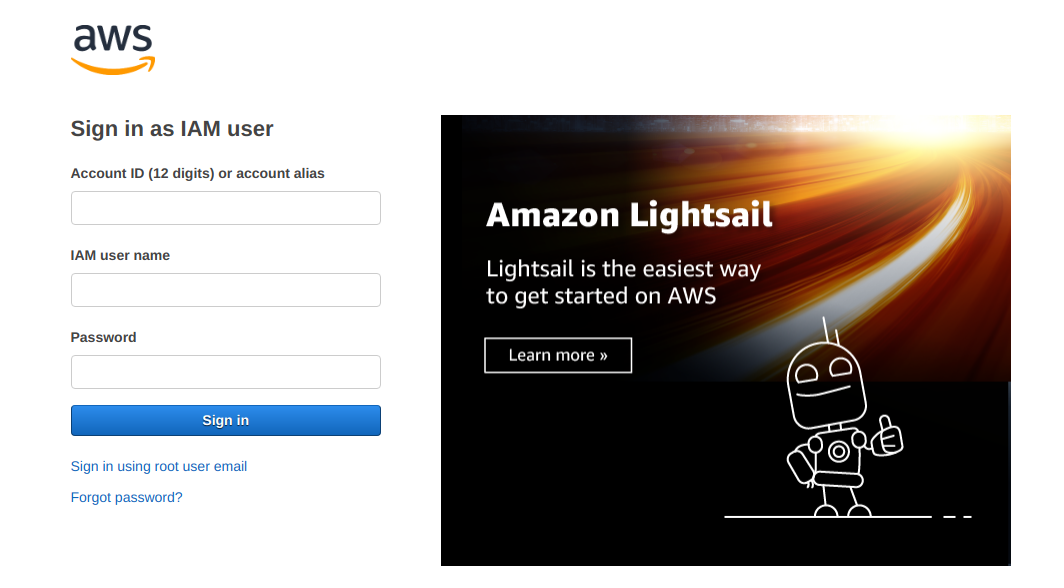 aws
Sign in as IAM user
Account ID (12 digits) or account alias
IAM user name
Password
Sign in
Sign in using root user email
Forgot password?
Amazon Lightsail
Lightsail is the easiest way
to get started on AWS
Learn more »